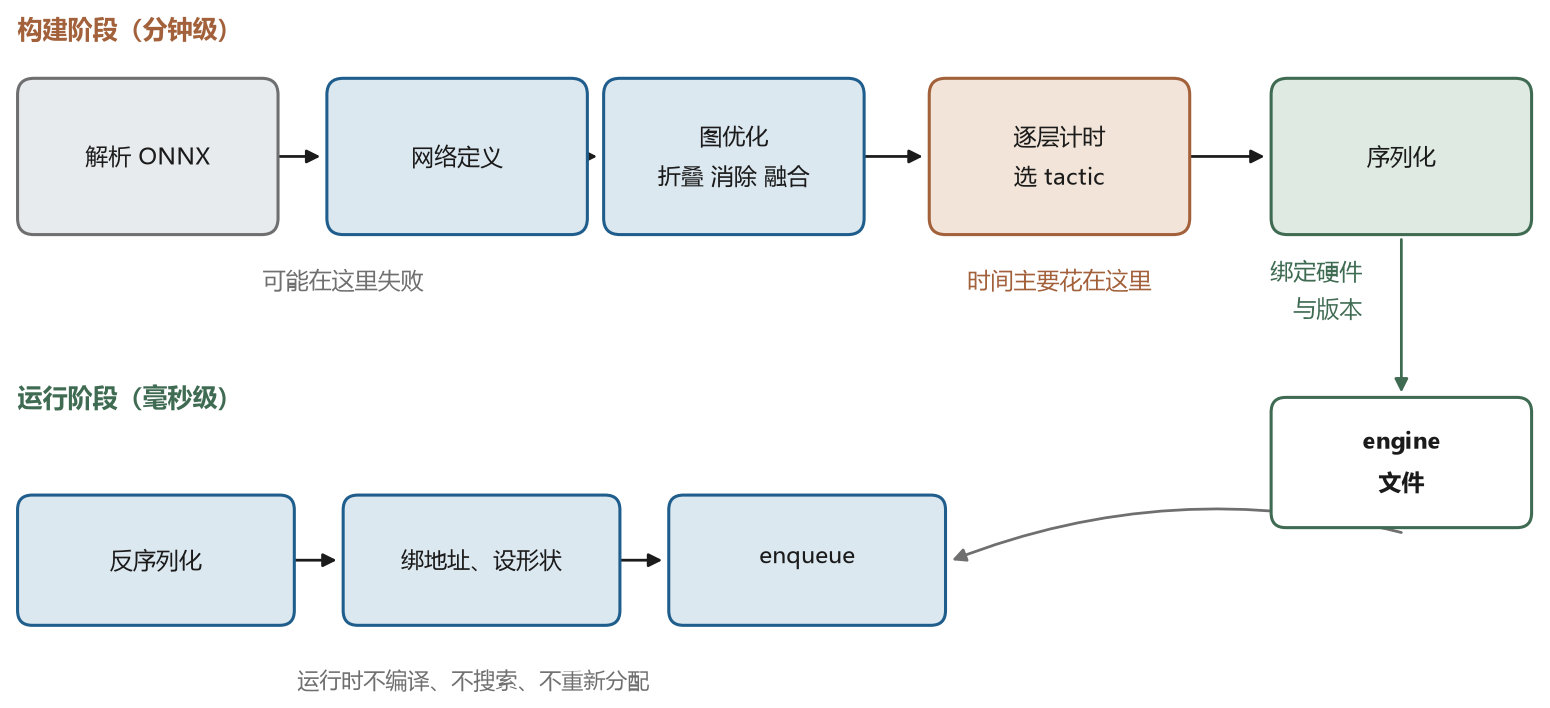 构建阶段（分钟级）
解析 ONNX
网络定义
图优化
折叠 消除 融合
逐层计时
选 tactic
序列化
可能在这里失败
时间主要花在这里
绑定硬件
与版本
运行阶段（毫秒级）
engine
文件
反序列化
绑地址、设形状
enqueue
运行时不编译、不搜索、不重新分配